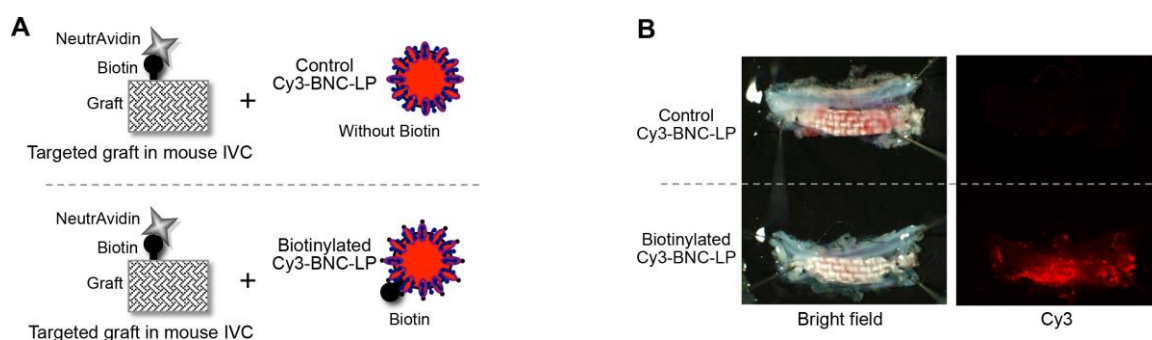 A
NeutrAvidin
Biotin
Graft
+
Control
Cy3-BNC-LP
Without Biotin
Targeted graft in mouse IVC
NeutrAvidin
Biotin
Graft
+
Biotinylated
Cy3-BNC-LP
Biotin
Targeted graft in mouse IVC
B
Control
Cy3-BNC-LP
Biotinylated
Cy3-BNC-LP
Bright field
Cy3